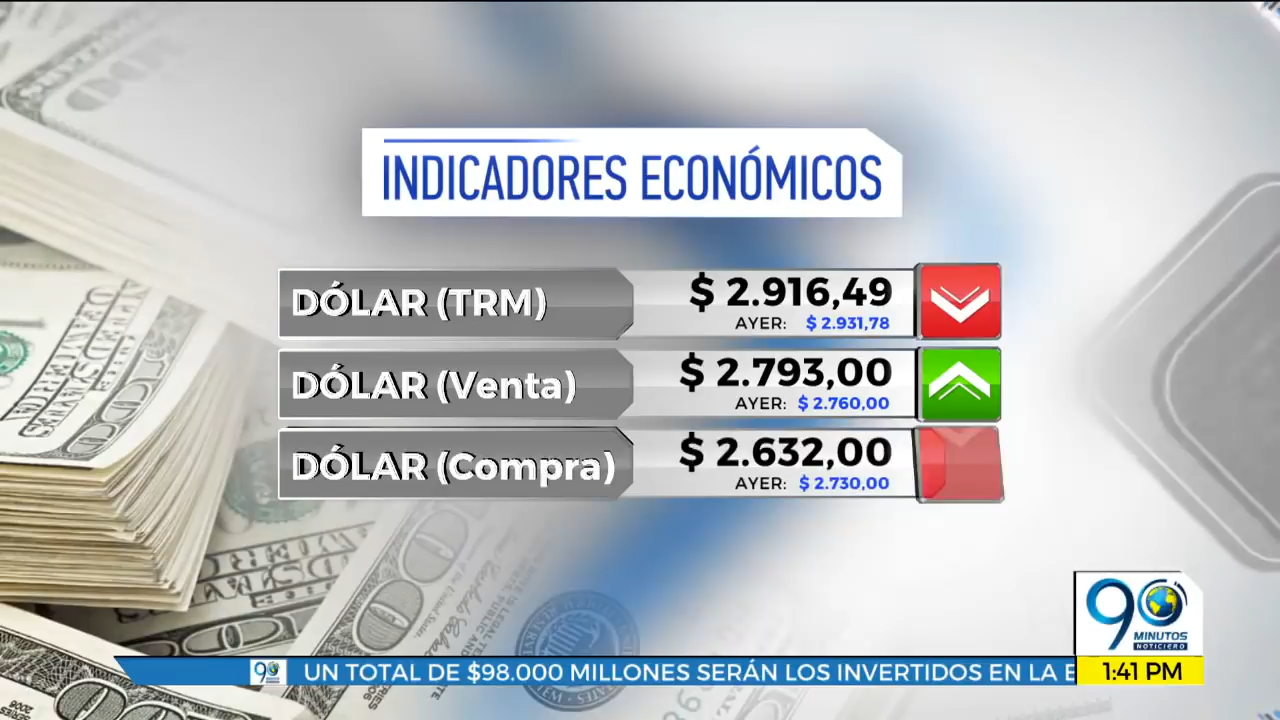 INDICADORES ECONÓMICOS
DÓLAR (TRM)
$ 2.916,49
AYER: $ 2.931,78
DÓLAR (Venta)
$ 2.793,00
AYER: $ 2.760,00
DÓLAR (Compra)
$ 2.632,00
AYER: $ 2.730,00
90
MINUTOS
NOTICIERO
90 UN TOTAL DE $98.000 MILLONES SERÁN LOS INVERTIDOS EN LA
1:41 PM